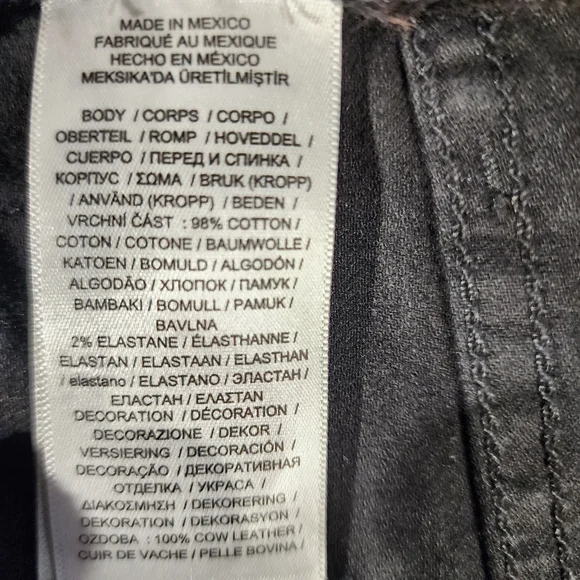 MADE IN MEXICO
FABRIQUÉ AU MEXIQUE
HECHO EN MÉXICO
MEKSIKA'DA ÜRETİLMİŞTİR
BODY / CORPS / CORPO /
OBERTEIL / ROMP / HOVEDDEL /
CUERPO / ПЕРЕД И СПИНКА /
КОРПУС / ΣΩΜΑ / BRUK (KROPP)
/ ANVÄND (KROPP) / BEDEN /
VRCHNÍ ČÁST : 98% COTTON /
COTON / COTONE / BAUMWOLLE /
KATOEN / BOMULD / ALGODÓN /
ALGODÃO / ХЛОПОК / ПАМУК /
BAMBAKI / BOMULL / PAMUK /
BAVLNA
2% ELASTANE / ÉLASTHANNE /
ELASTAN / ELASTAAN / ELASTHAN
/ elastano / ELASTANO / ЭЛАСТАН /
ЕЛАСТАН / ΕΛΑΣΤΑΝ
DECORATION / DÉCORATION /
DECORAZIONE / DEKOR /
VERSIERING / DECORACIÓN /
DECORAÇÃO / ДЕКОРАТИВНАЯ
ОТДЕЛКА / УКРАСА /
ΔΙΑΚΟΣΜΗΣΗ / DEKORERING /
DEKORATION / DEKORASYON /
OZDOBA : 100% COW LEATHER /
CUIR DE VACHE / PELLE BOVINA /